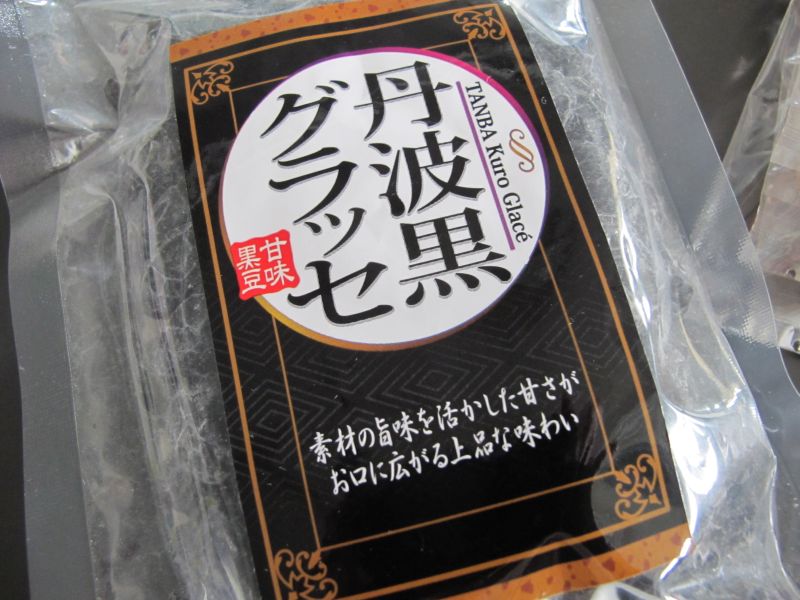 TANBA Kuro Glacé
丹波黒
グラッセ
甘味
黒豆
素材の旨味を活かした甘さが
お口に広がる上品な味わい